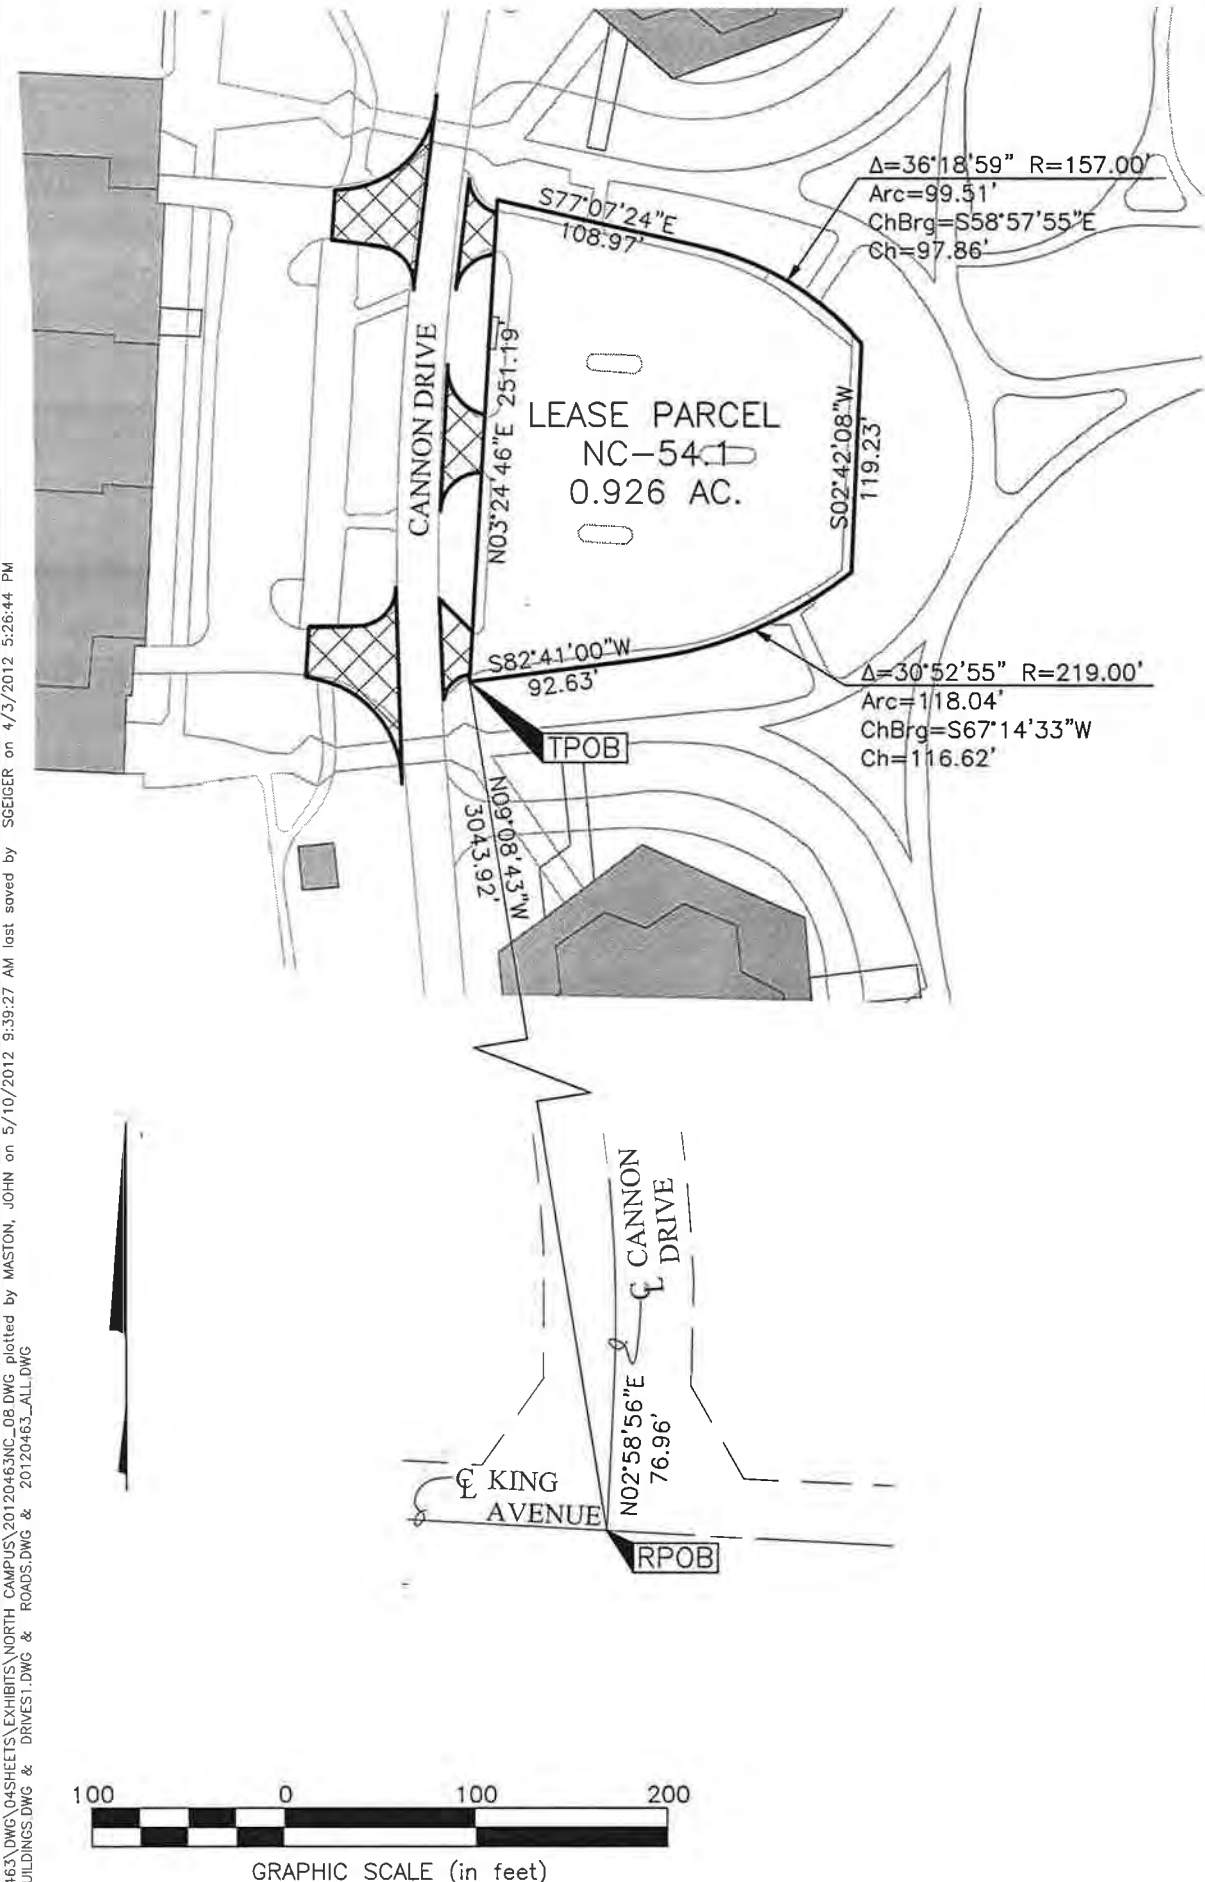 Δ=36°18'59" R=157.00'
Arc=99.51'
ChBrg=S58°57'55"E
Ch=97.86'
S77°07'24"E
108.97'
CANNON DRIVE
N03°24'46"E 251.19'
LEASE PARCEL
NC-54.1
0.926 AC.
S02°42'08"W
119.23'
S82°41'00"W
92.63'
Δ=30°52'55" R=219.00'
Arc=118.04'
ChBrg=S67°14'33"W
Ch=116.62'
TPOB
N09°08'43"W
3043.92'
℄ CANNON
DRIVE
N02°58'56"E
76.96'
℄ KING
AVENUE
RPOB
100 0 100 200
GRAPHIC SCALE (in feet)
463\DWG\04SHEETS\EXHIBITS\NORTH CAMPUS\20120463NC_08.DWG plotted by MASTON, JOHN on 5/10/2012 9:39:27 AM last saved by SGEIGER on 4/3/2012 5:26:44 PM
UILDINGS.DWG & DRIVES1.DWG & ROADS.DWG & 20120463_ALL.DWG